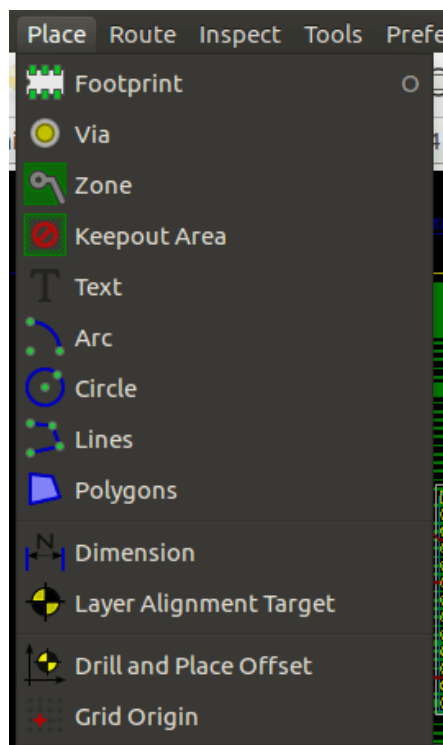 Place Route Inspect Tools Prefe
Footprint O
Via
Zone
Keepout Area
Text
Arc
Circle
Lines
Polygons
Dimension
Layer Alignment Target
Drill and Place Offset
Grid Origin